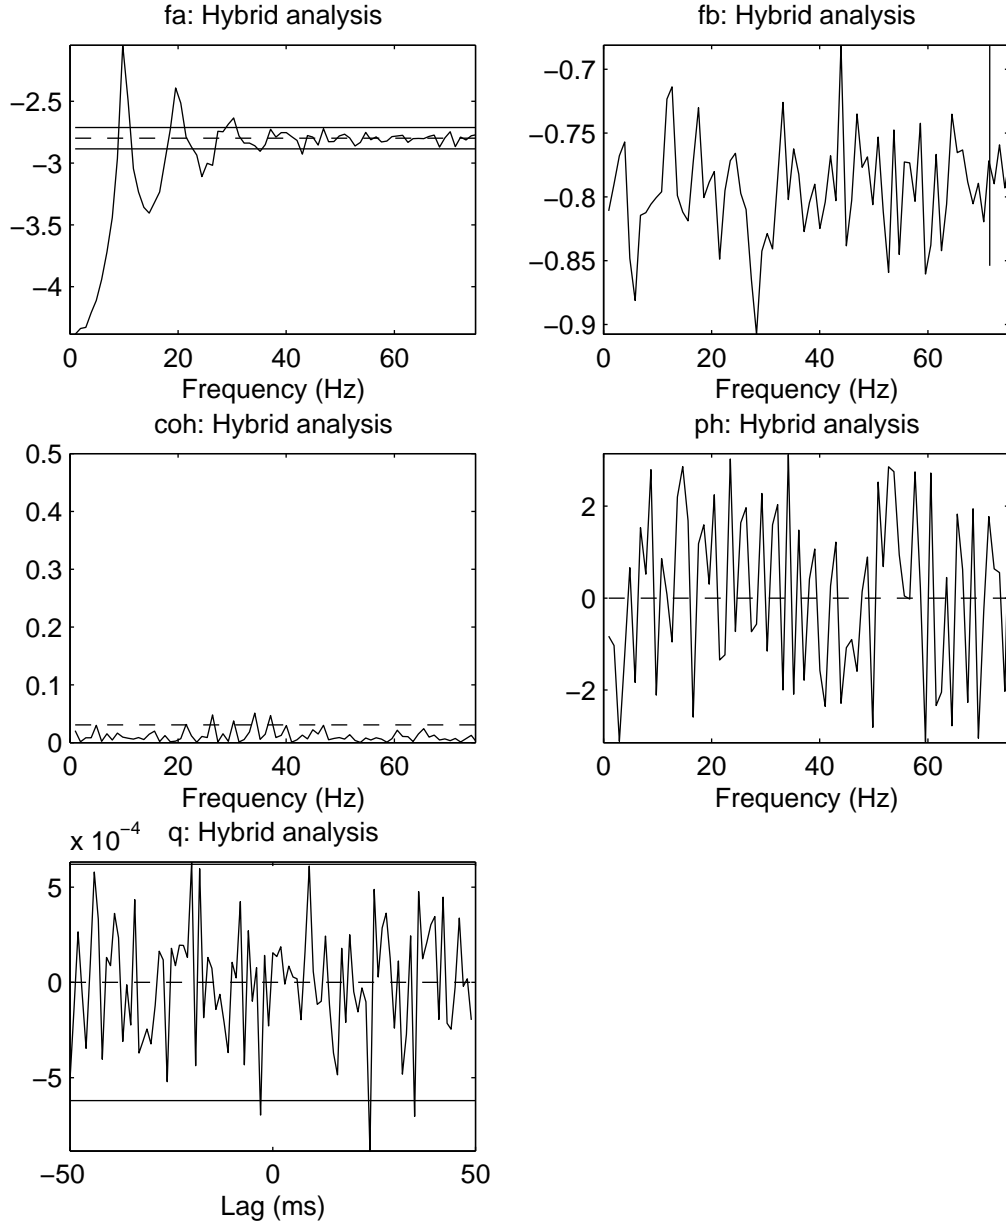 fa: Hybrid analysis
−2.5
−3
−3.5
−4
0 20 40 60
Frequency (Hz)
fb: Hybrid analysis
−0.7
−0.75
−0.8
−0.85
−0.9
0 20 40 60
Frequency (Hz)
coh: Hybrid analysis
0.5
0.4
0.3
0.2
0.1
0
0 20 40 60
Frequency (Hz)
ph: Hybrid analysis
2
0
−2
0 20 40 60
Frequency (Hz)
x 10−4
q: Hybrid analysis
5
0
−5
−50 0 50
Lag (ms)